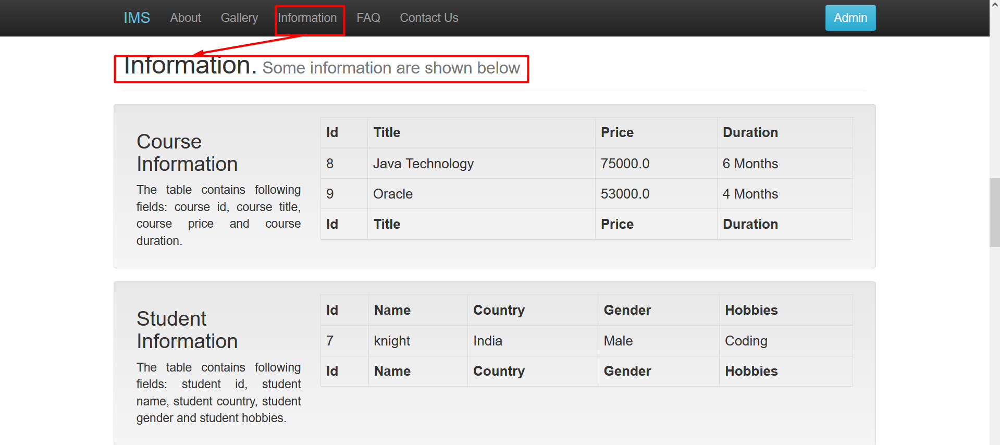 IMS About Gallery Information FAQ Contact Us Admin
Information. Some information are shown below
Course
Information
The table contains following
fields: course id, course title,
course price and course
duration.
Id Title Price Duration
8 Java Technology 75000.0 6 Months
9 Oracle 53000.0 4 Months
Id Title Price Duration
Student
Information
The table contains following
fields: student id, student
name, student country, student
gender and student hobbies.
Id Name Country Gender Hobbies
7 knight India Male Coding
Id Name Country Gender Hobbies